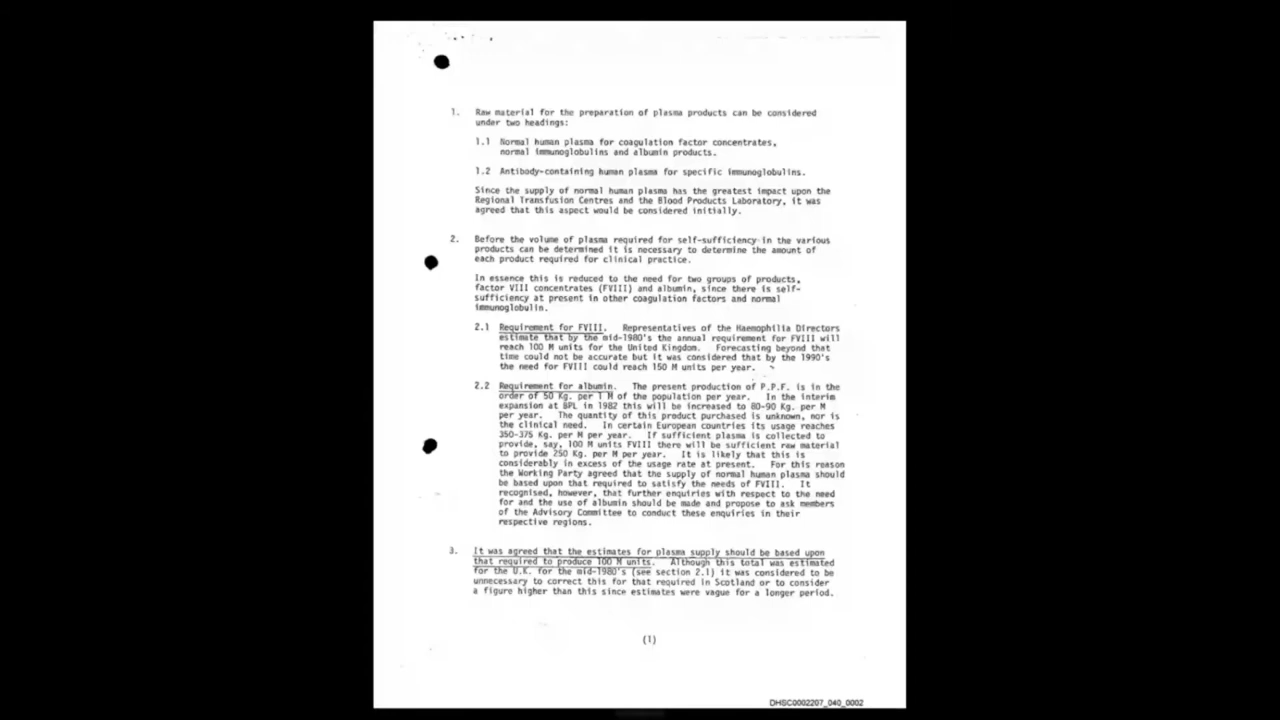 1. Raw material for the preparation of plasma products can be considered
under two headings:
1.1 Normal human plasma for coagulation factor concentrates,
normal immunoglobulins and albumin products.
1.2 Antibody-containing human plasma for specific immunoglobulins.
Since the supply of normal human plasma has the greatest impact upon the
Regional Transfusion Centres and the Blood Products Laboratory, it was
agreed that this aspect would be considered initially.
2. Before the volume of plasma required for self-sufficiency in the various
products can be determined it is necessary to determine the amount of
each product required for clinical practice.
In essence this is reduced to the need for two groups of products,
factor VIII concentrates (FVIII) and albumin, since there is self-
sufficiency at present in other coagulation factors and normal
immunoglobulin.
2.1 Requirement for FVIII. Representatives of the Haemophilia Directors
estimate that by the mid-1980's the annual requirement for FVIII will
reach 100 M units for the United Kingdom. Forecasting beyond that
time could not be accurate but it was considered that by the 1990's
the need for FVIII could reach 150 M units per year.
2.2 Requirement for albumin. The present production of P.P.F. is in the
order of 50 Kg. per 1 M of the population per year. In the interim
expansion at BPL in 1982 this will be increased to 80-90 Kg. per M
per year. The quantity of this product purchased is unknown, nor is
the clinical need. In certain European countries its usage reaches
350-375 Kg. per M per year. If sufficient plasma is collected to
provide, say, 100 M units FVIII there will be sufficient raw material
to provide 250 Kg. per M per year. It is likely that this is
considerably in excess of the usage rate at present. For this reason
the Working Party agreed that the supply of normal human plasma should
be based upon that required to satisfy the needs of FVIII. It
recognised, however, that further enquiries with respect to the need
for and the use of albumin should be made and propose to ask members
of the Advisory Committee to conduct these enquiries in their
respective regions.
3. It was agreed that the estimates for plasma supply should be based upon
that required to produce 100 M units. Although this total was estimated
for the U.K. for the mid-1980's (see section 2.1) it was considered to be
unnecessary to correct this for that required in Scotland or to consider
a figure higher than this since estimates were vague for a longer period.
(1)
DHSC0002207_040_0002